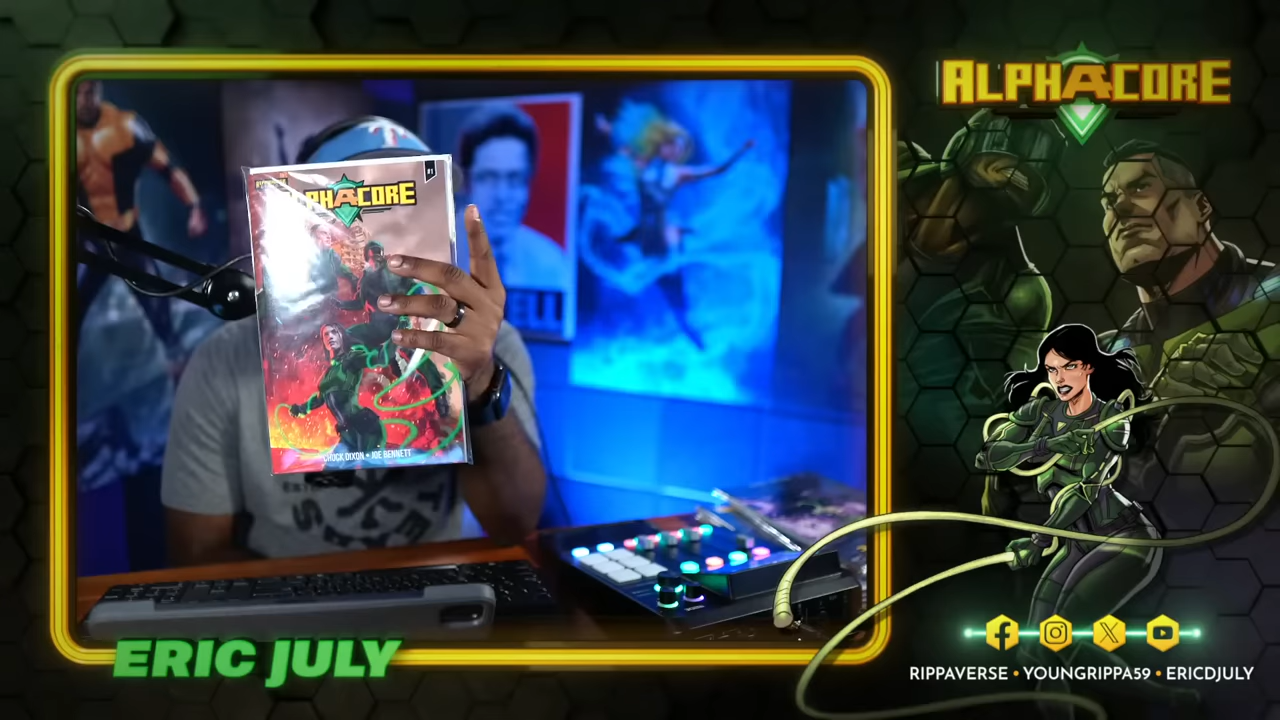 ALPHACORE
#1
ALPHACORE
CHUCK DIXON • JOE BENNETT
ERIC JULY
RIPPAVERSE • YOUNGRIPPA59 • ERICDJULY